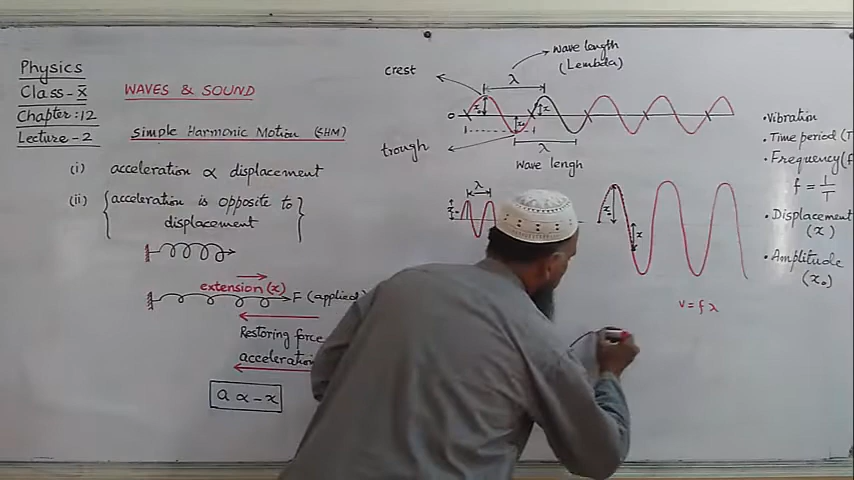 Physics
Class-X
Chapter:12
Lecture-2
WAVES & SOUND
simple Harmonic Motion (SHM)
(i) acceleration ∝ displacement
(ii) {acceleration is opposite to
displacement}
extension (x)
F (applied)
Restoring force
acceleration
a ∝ -x
crest
wave length
(Lambda)
λ
0
x
trough
λ
wave lengh
λ
x
v = f λ
• Vibration
• Time period (T
• Frequency (f
f = 1/T
• Displacement
(x)
• Amplitude
(x₀)